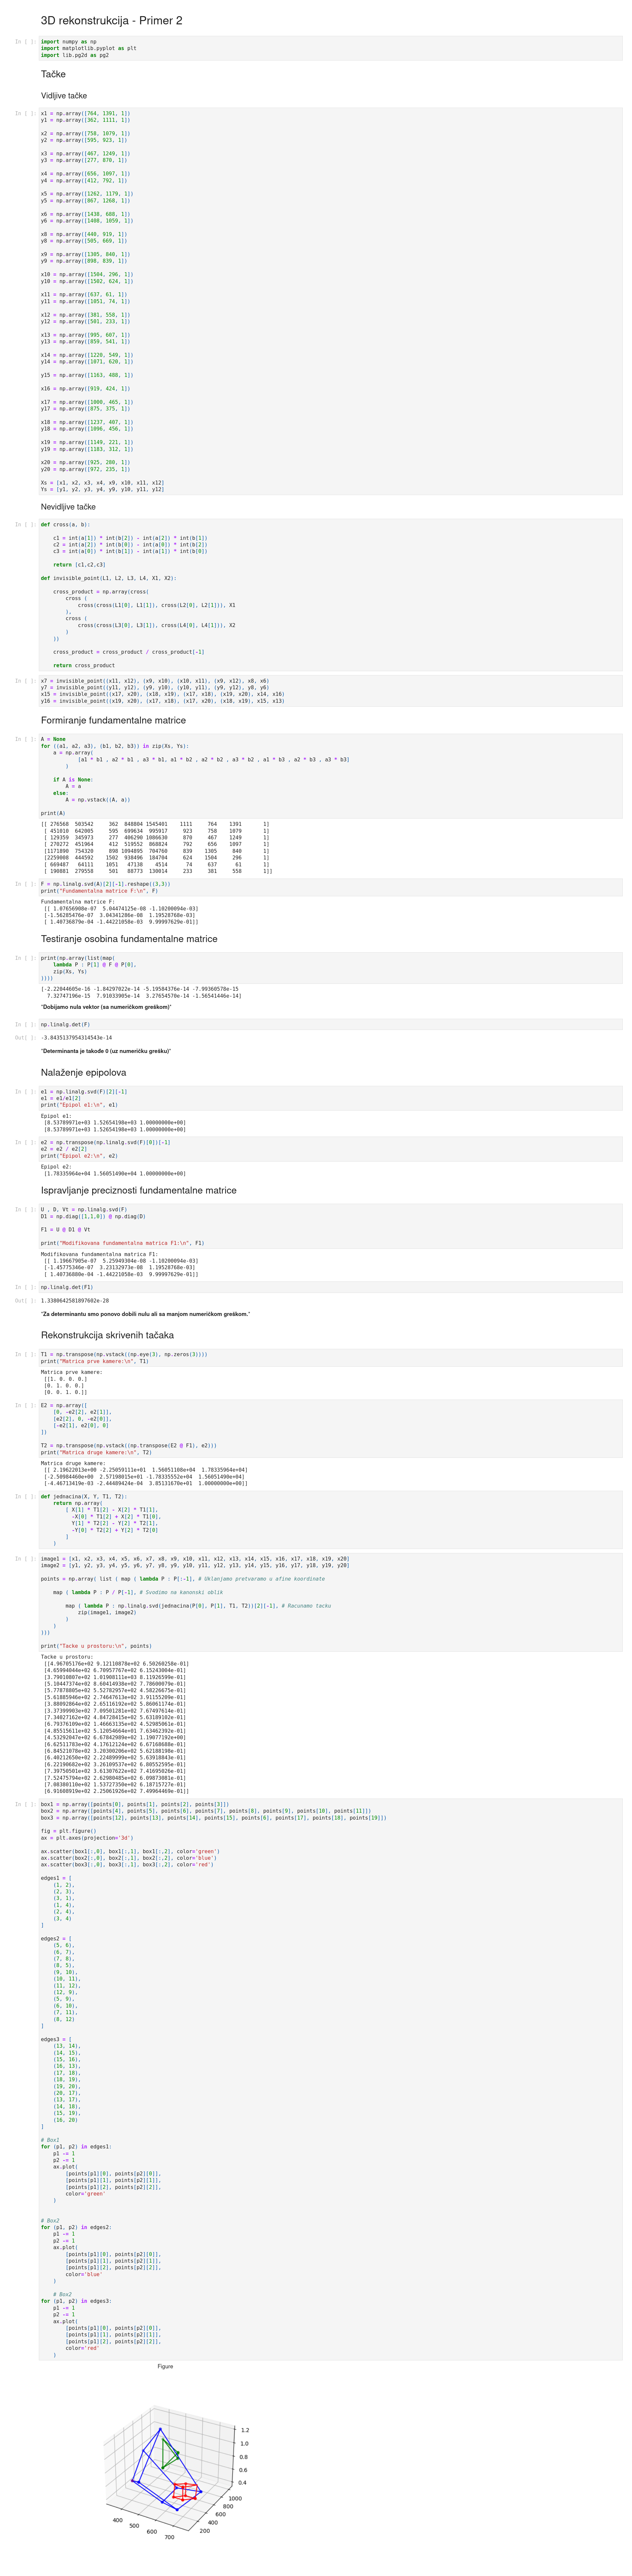 3D rekonstrukcija - Primer 2
In [ ]: import numpy as np
import matplotlib.pyplot as plt
import lib.pg2d as pg2
Tačke
Vidljive tačke
In [ ]: x1 = np.array([764, 1391, 1])
y1 = np.array([362, 1111, 1])
x2 = np.array([758, 1079, 1])
y2 = np.array([595, 923, 1])
x3 = np.array([467, 1249, 1])
y3 = np.array([277, 870, 1])
x4 = np.array([656, 1097, 1])
y4 = np.array([412, 792, 1])
x5 = np.array([1262, 1179, 1])
y5 = np.array([867, 1268, 1])
x6 = np.array([1438, 688, 1])
y6 = np.array([1408, 1059, 1])
x8 = np.array([440, 919, 1])
y8 = np.array([505, 669, 1])
x9 = np.array([1305, 840, 1])
y9 = np.array([898, 839, 1])
x10 = np.array([1504, 296, 1])
y10 = np.array([1502, 624, 1])
x11 = np.array([637, 61, 1])
y11 = np.array([1051, 74, 1])
x12 = np.array([381, 558, 1])
y12 = np.array([501, 233, 1])
x13 = np.array([995, 607, 1])
y13 = np.array([850, 541, 1])
x14 = np.array([1220, 549, 1])
y14 = np.array([1071, 620, 1])
y15 = np.array([1163, 480, 1])
x16 = np.array([919, 424, 1])
x17 = np.array([1000, 465, 1])
y17 = np.array([875, 375, 1])
x18 = np.array([1237, 407, 1])
y18 = np.array([1096, 456, 1])
x19 = np.array([1149, 221, 1])
y19 = np.array([1183, 312, 1])
x20 = np.array([925, 280, 1])
y20 = np.array([972, 235, 1])
Xs = [x1, x2, x3, x4, x9, x10, x11, x12]
Ys = [y1, y2, y3, y4, y9, y10, y11, y12]
Nevidljive tačke
In [ ]: def cross(a, b):
c1 = int(a[1]) * int(b[2]) - int(a[2]) * int(b[1])
c2 = int(a[2]) * int(b[0]) - int(a[0]) * int(b[2])
c3 = int(a[0]) * int(b[1]) - int(a[1]) * int(b[0])
return [c1,c2,c3]
def invisible_point(L1, L2, L3, L4, X1, X2):
cross_product = np.array(cross(
cross (
cross(cross(L1[0], L1[1]), cross(L2[0], L2[1])), X1
),
cross (
cross(cross(L3[0], L3[1]), cross(L4[0], L4[1])), X2
)
))
cross_product = cross_product / cross_product[-1]
return cross_product
In [ ]: x7 = invisible_point((x11, x12), (x9, x10), (x10, x11), (x9, x12), x8, x6)
y7 = invisible_point((y11, y12), (y9, y10), (y10, y11), (y9, y12), y8, y6)
x15 = invisible_point((x17, x20), (x18, x19), (x17, x18), (x19, x20), x14, x16)
y16 = invisible_point((x19, x20), (x17, x18), (x17, x20), (x18, x19), x15, x13)
Formiranje fundamentalne matrice
In [ ]: A = None
for ((a1, a2, a3), (b1, b2, b3)) in zip(Xs, Ys):
a = np.array(
[a1 * b1 , a2 * b1 , a3 * b1, a1 * b2 , a2 * b2 , a3 * b2 , a1 * b3 , a2 * b3 , a3 * b3]
)
if A is None:
A = a
else:
A = np.vstack((A, a))
print(A)
[[ 276568 503542 362 848804 1545401 1111 764 1391 1]
[ 451010 642005 595 699634 995917 923 758 1079 1]
[ 129359 345973 277 406290 1086630 870 467 1249 1]
[ 270272 451964 412 519552 868824 792 656 1097 1]
[1171890 754320 898 1094895 704760 839 1305 840 1]
[2259008 444592 1502 938496 184704 624 1504 296 1]
[ 669487 64111 1051 47138 4514 74 637 61 1]
[ 190881 279558 501 88773 130014 233 381 558 1]]
In [ ]: F = np.linalg.svd(A)[2][-1].reshape((3,3))
print("Fundamentalna matrice F:\n", F)
Fundamentalna matrice F:
[[ 1.07656908e-07 5.04474125e-08 -1.10200094e-03]
[-1.56285476e-07 3.04341286e-08 1.19528768e-03]
[ 1.40736879e-04 -1.44221058e-03 9.99997629e-01]]
Testiranje osobina fundamentalne matrice
In [ ]: print(np.array(list(map(
lambda P : P[1] @ F @ P[0],
zip(Xs, Ys)
))))
[-2.22044605e-16 -1.84297022e-14 -5.19584376e-14 -7.99360578e-15
7.32747196e-15 7.91033905e-14 3.27654570e-14 -1.56541446e-14]
"Dobijamo nula vektor (sa numeričkom greškom)"
In [ ]: np.linalg.det(F)
Out[ ]: -3.8435137954314543e-14
"Determinanta je takođe 0 (uz numeričku grešku)"
Nalaženje epipolova
In [ ]: e1 = np.linalg.svd(F)[2][-1]
e1 = e1/e1[2]
print("Epipol e1:\n", e1)
Epipol e1:
[8.53789971e+03 1.52654198e+03 1.00000000e+00]
[8.53789971e+03 1.52654198e+03 1.00000000e+00]
In [ ]: e2 = np.transpose(np.linalg.svd(F)[0])[-1]
e2 = e2 / e2[2]
print("Epipol e2:\n", e2)
Epipol e2:
[1.78335964e+04 1.56051490e+04 1.00000000e+00]
Ispravljanje preciznosti fundamentalne matrice
In [ ]: U , D, Vt = np.linalg.svd(F)
D1 = np.diag([1,1,0]) @ np.diag(D)
F1 = U @ D1 @ Vt
print("Modifikovana fundamentalna matrica F1:\n", F1)
Modifikovana fundamentalna matrica F1:
[[ 1.19667905e-07 5.25949304e-08 -1.10200094e-03]
[-1.45775346e-07 3.23132973e-08 1.19528768e-03]
[ 1.40736880e-04 -1.44221058e-03 9.99997629e-01]]
In [ ]: np.linalg.det(F1)
Out[ ]: 1.3380642581897602e-28
"Za determinantu smo ponovo dobili nulu ali sa manjom numeričkom greškom."
Rekonstrukcija skrivenih tačaka
In [ ]: T1 = np.transpose(np.vstack((np.eye(3), np.zeros(3))))
print("Matrica prve kamere:\n", T1)
Matrica prve kamere:
[[1. 0. 0. 0.]
[0. 1. 0. 0.]
[0. 0. 1. 0.]]
In [ ]: E2 = np.array([
[0, -e2[2], e2[1]],
[e2[2], 0, -e2[0]],
[-e2[1], e2[0], 0]
])
T2 = np.transpose(np.vstack((np.transpose(E2 @ F1), e2)))
print("Matrica druge kamere:\n", T2)
Matrica druge kamere:
[[ 2.19622013e+00 -2.25059111e+01 1.56051108e+04 1.78335964e+04]
[-2.50984460e+00 2.57198015e+01 -1.78335552e+04 1.56051490e+04]
[-4.46713419e-03 -2.44489424e-04 3.85131670e+01 1.00000000e+00]]
In [ ]: def jednacina(X, Y, T1, T2):
return np.array(
[ X[1] * T1[2] - X[2] * T1[1],
-X[0] * T1[2] + X[2] * T1[0],
Y[1] * T2[2] - Y[2] * T2[1],
-Y[0] * T2[2] + Y[2] * T2[0]
]
)
In [ ]: image1 = [x1, x2, x3, x4, x5, x6, x7, x8, x9, x10, x11, x12, x13, x14, x15, x16, x17, x18, x19, x20]
image2 = [y1, y2, y3, y4, y5, y6, y7, y8, y9, y10, y11, y12, y13, y14, y15, y16, y17, y18, y19, y20]
points = np.array( list ( map ( lambda P : P[:-1], # Uklanjamo pretvaramo u afine koordinate
map ( lambda P : P / P[-1], # Svodimo na kanonski oblik
map ( lambda P : np.linalg.svd(jednacina(P[0], P[1], T1, T2))[2][-1], # Racunamo tacku
zip(image1, image2)
)
)
)))
print("Tacke u prostoru:\n", points)
Tacke u prostoru:
[[4.96705176e+02 9.12110878e+02 6.50260258e-01]
[4.65994044e+02 6.70957767e+02 6.15243004e-01]
[3.79010807e+02 1.01908111e+03 8.11926599e-01]
[5.10447374e+02 8.60414938e+02 7.78600079e-01]
[5.77878005e+02 5.52782957e+02 4.58226675e-01]
[5.61885946e+02 2.74647613e+02 3.91155209e-01]
[3.88092864e+02 2.65116192e+02 5.86061174e-01]
[3.37399903e+02 7.09501281e+02 7.67497614e-01]
[7.34027162e+02 4.84728415e+02 5.63189102e-01]
[6.79376109e+02 1.46663135e+02 4.52985061e-01]
[4.85515611e+02 5.12054664e+01 7.63462392e-01]
[4.53292047e+02 6.67842989e+02 1.19077192e+00]
[6.62511703e+02 4.17612124e+02 6.67168688e-01]
[6.84521078e+02 3.20300206e+02 5.62188198e-01]
[6.40212650e+02 2.22489999e+02 5.63918843e-01]
[6.22190602e+02 3.26109537e+02 6.80552595e-01]
[7.39750501e+02 3.61307622e+02 7.41695026e-01]
[7.52475794e+02 2.62980485e+02 6.09873081e-01]
[7.08380110e+02 1.53727350e+02 6.18715727e-01]
[6.91608919e+02 2.25061926e+02 7.49964469e-01]]
In [ ]: box1 = np.array([points[0], points[1], points[2], points[3]])
box2 = np.array([points[4], points[5], points[6], points[7], points[8], points[9], points[10], points[11]])
box3 = np.array([points[12], points[13], points[14], points[15], points[6], points[17], points[18], points[19]])
fig = plt.figure()
ax = plt.axes(projection='3d')
ax.scatter(box1[:,0], box1[:,1], box1[:,2], color='green')
ax.scatter(box2[:,0], box2[:,1], box2[:,2], color='blue')
ax.scatter(box3[:,0], box3[:,1], box3[:,2], color='red')
edges1 = [
(1, 2),
(2, 3),
(3, 1),
(1, 4),
(2, 4),
(3, 4)
]
edges2 = [
(5, 6),
(6, 7),
(7, 8),
(8, 5),
(9, 10),
(10, 11),
(11, 12),
(12, 9),
(5, 9),
(6, 10),
(7, 11),
(8, 12)
]
edges3 = [
(13, 14),
(14, 15),
(15, 16),
(16, 13),
(17, 18),
(18, 19),
(19, 20),
(20, 17),
(13, 17),
(14, 18),
(15, 19),
(16, 20)
]
# Box1
for (p1, p2) in edges1:
p1 -= 1
p2 -= 1
ax.plot(
[points[p1][0], points[p2][0]],
[points[p1][1], points[p2][1]],
[points[p1][2], points[p2][2]],
color='green'
)
# Box2
for (p1, p2) in edges2:
p1 -= 1
p2 -= 1
ax.plot(
[points[p1][0], points[p2][0]],
[points[p1][1], points[p2][1]],
[points[p1][2], points[p2][2]],
color='blue'
)
# Box2
for (p1, p2) in edges3:
p1 -= 1
p2 -= 1
ax.plot(
[points[p1][0], points[p2][0]],
[points[p1][1], points[p2][1]],
[points[p1][2], points[p2][2]],
color='red'
)
Figure
1.2
1.0
0.8
0.6
0.4
1000
800
600
400
200
400
500
600
700